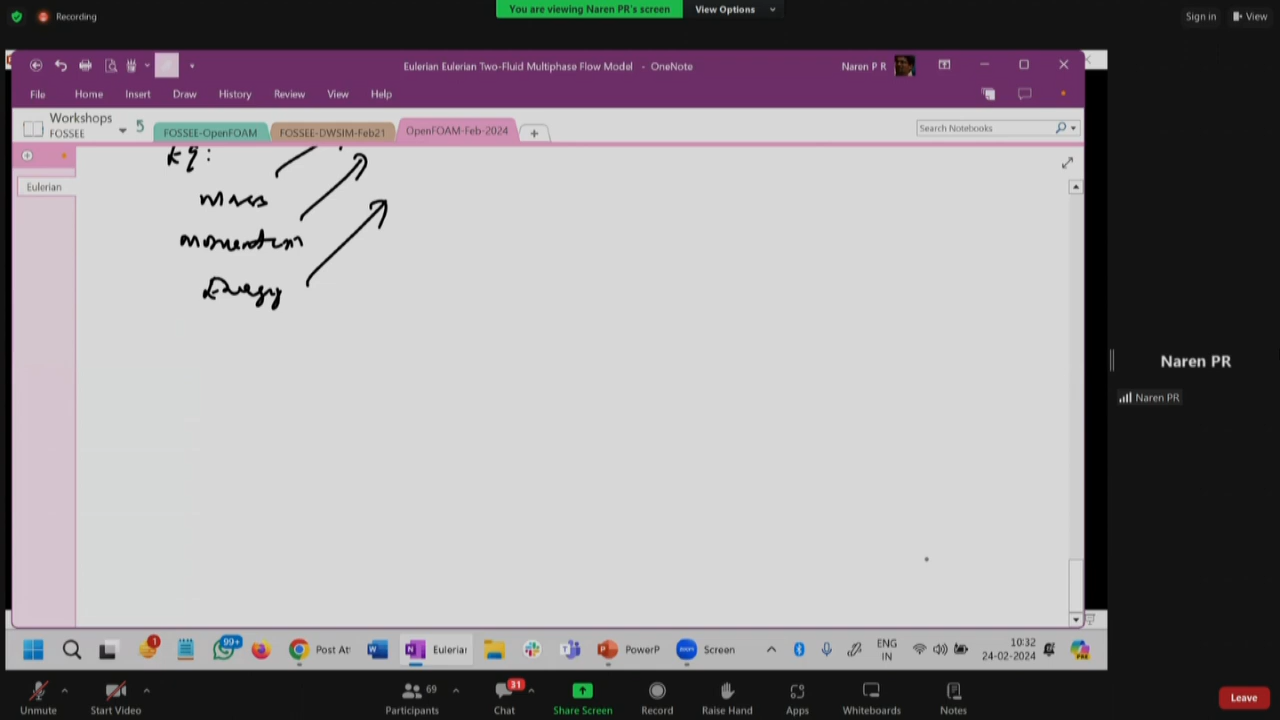 Recording
You are viewing Naren PR's screen
View Options
Sign in
View
Eulerian Eulerian Two-Fluid Multiphase Flow Model - OneNote
Naren P R
File
Home
Insert
Draw
History
Review
View
Help
Workshops
FOSSEE
FOSSEE-OpenFOAM
FOSSEE-DWSIM-Feb21
OpenFOAM-Feb-2024
Search Notebooks
Eulerian
Mass
Momentum
Energy
Naren PR
Naren PR
1
99+
Post At
Euleriar
PowerP
Screen
ENG
IN
10:32
24-02-2024
PRE
Unmute
Start Video
69
Participants
31
Chat
Share Screen
Record
Raise Hand
Apps
Whiteboards
Notes
Leave